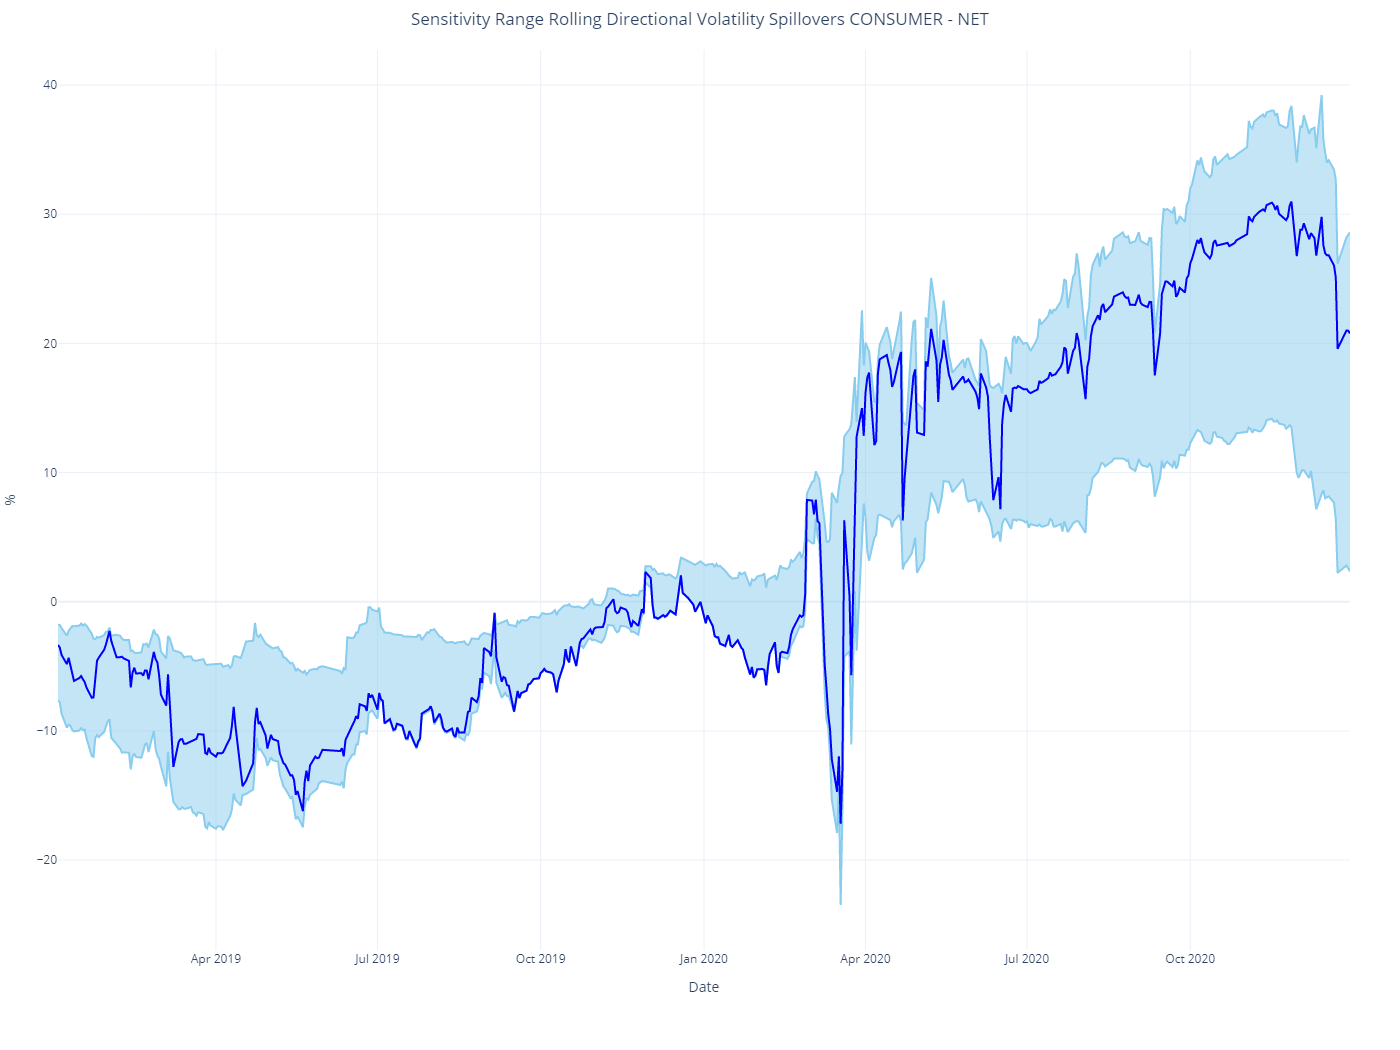 Sensitivity Range Rolling Directional Volatility Spillovers CONSUMER - NET
40
30
20
10
0
−10
−20
%
Apr 2019
Jul 2019
Oct 2019
Jan 2020
Apr 2020
Jul 2020
Oct 2020
Date